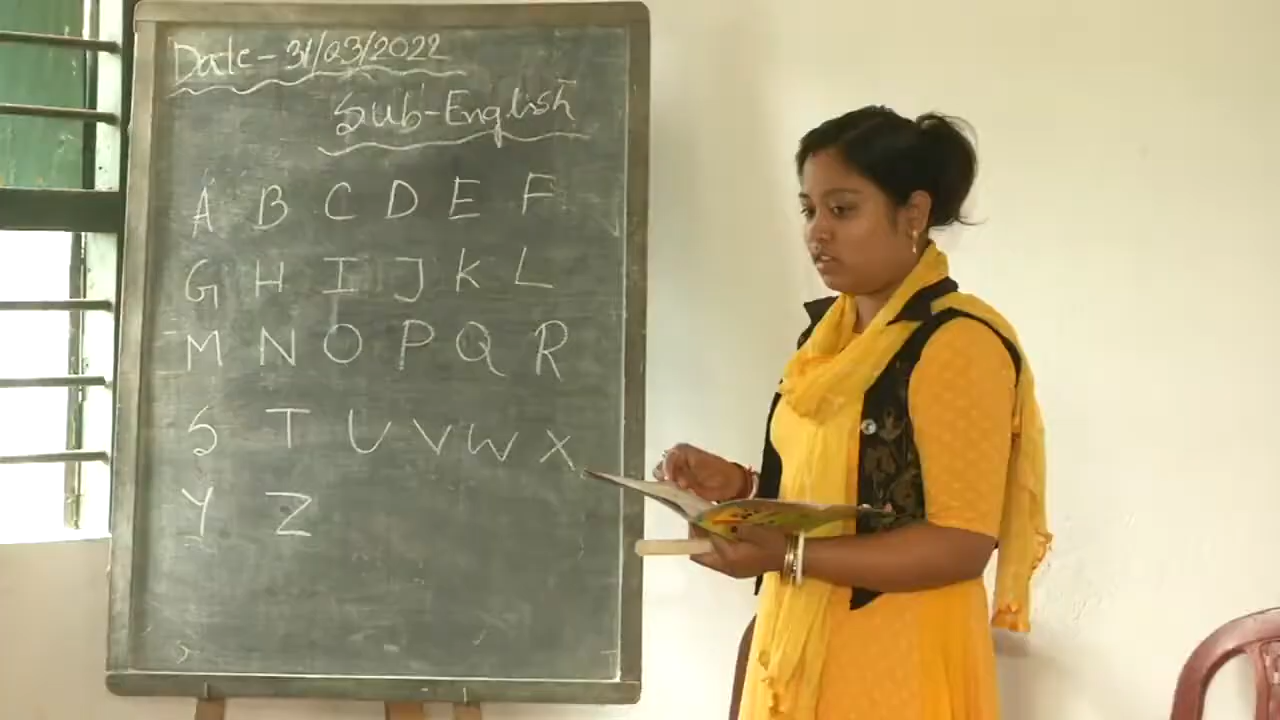 Date - 31/03/2022
Sub - English
A B C D E F
G H I J K L
M N O P Q R
S T U V W X
Y Z